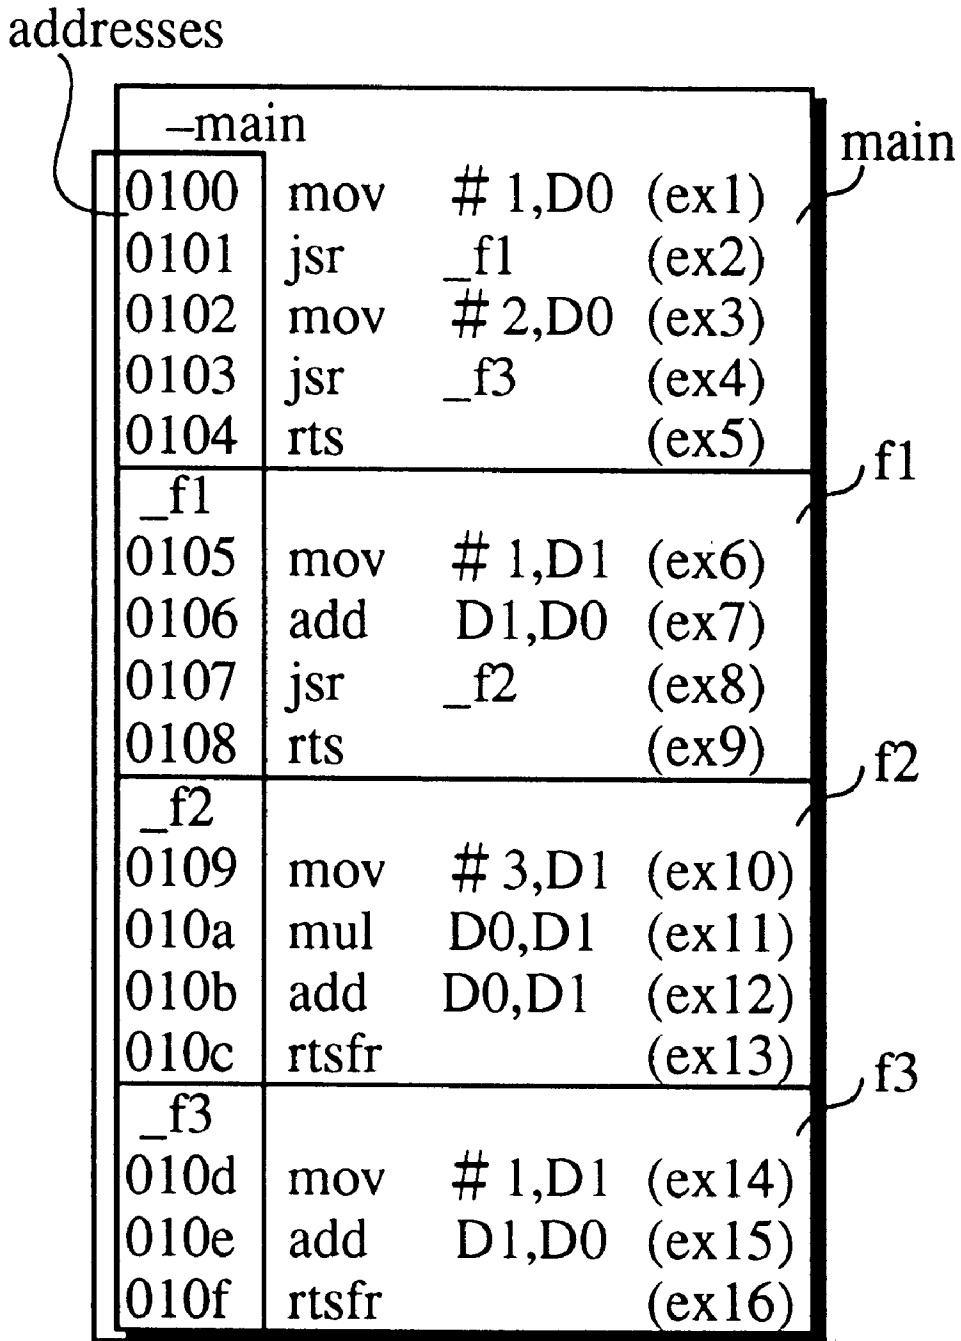 addresses
–main
main
0100 mov # 1,D0 (ex1)
0101 jsr _f1 (ex2)
0102 mov # 2,D0 (ex3)
0103 jsr _f3 (ex4)
0104 rts (ex5)
f1
_f1
0105 mov # 1,D1 (ex6)
0106 add D1,D0 (ex7)
0107 jsr _f2 (ex8)
0108 rts (ex9)
f2
_f2
0109 mov # 3,D1 (ex10)
010a mul D0,D1 (ex11)
010b add D0,D1 (ex12)
010c rtsfr (ex13)
f3
_f3
010d mov # 1,D1 (ex14)
010e add D1,D0 (ex15)
010f rtsfr (ex16)